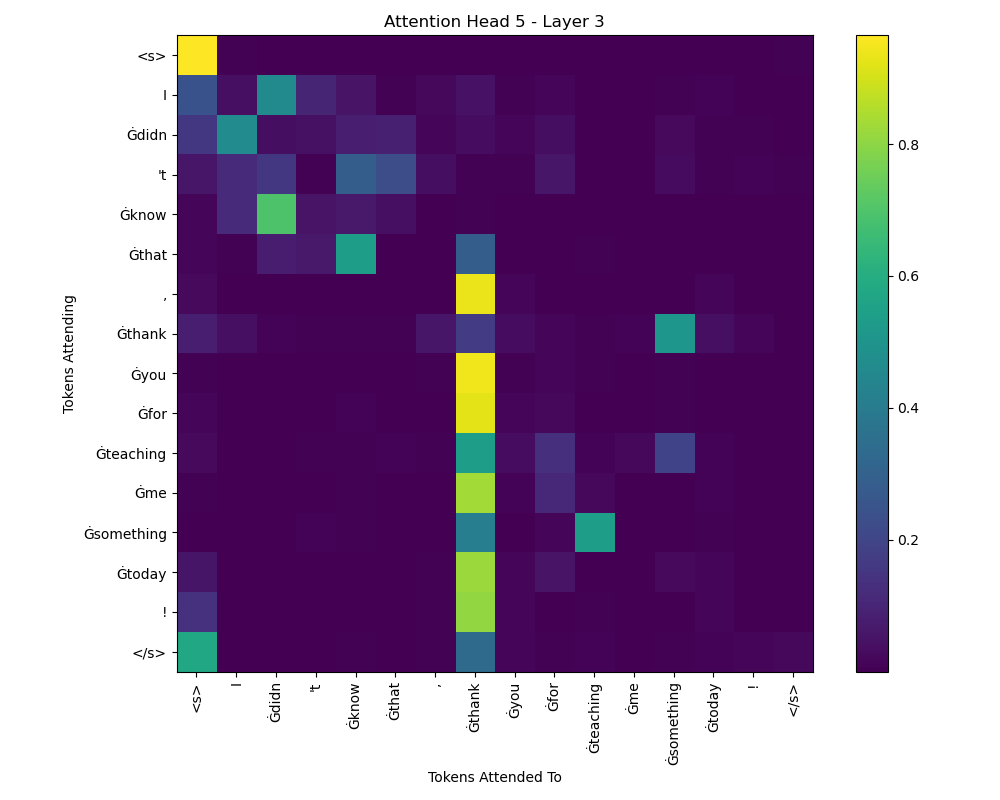 Attention Head 5 - Layer 3
Tokens Attending
<s>
I
Ġdidn
't
Ġknow
Ġthat
,
Ġthank
Ġyou
Ġfor
Ġteaching
Ġme
Ġsomething
Ġtoday
!
</s>
<s>
I
Ġdidn
't
Ġknow
Ġthat
,
Ġthank
Ġyou
Ġfor
Ġteaching
Ġme
Ġsomething
Ġtoday
!
</s>
Tokens Attended To
0.8
0.6
0.4
0.2